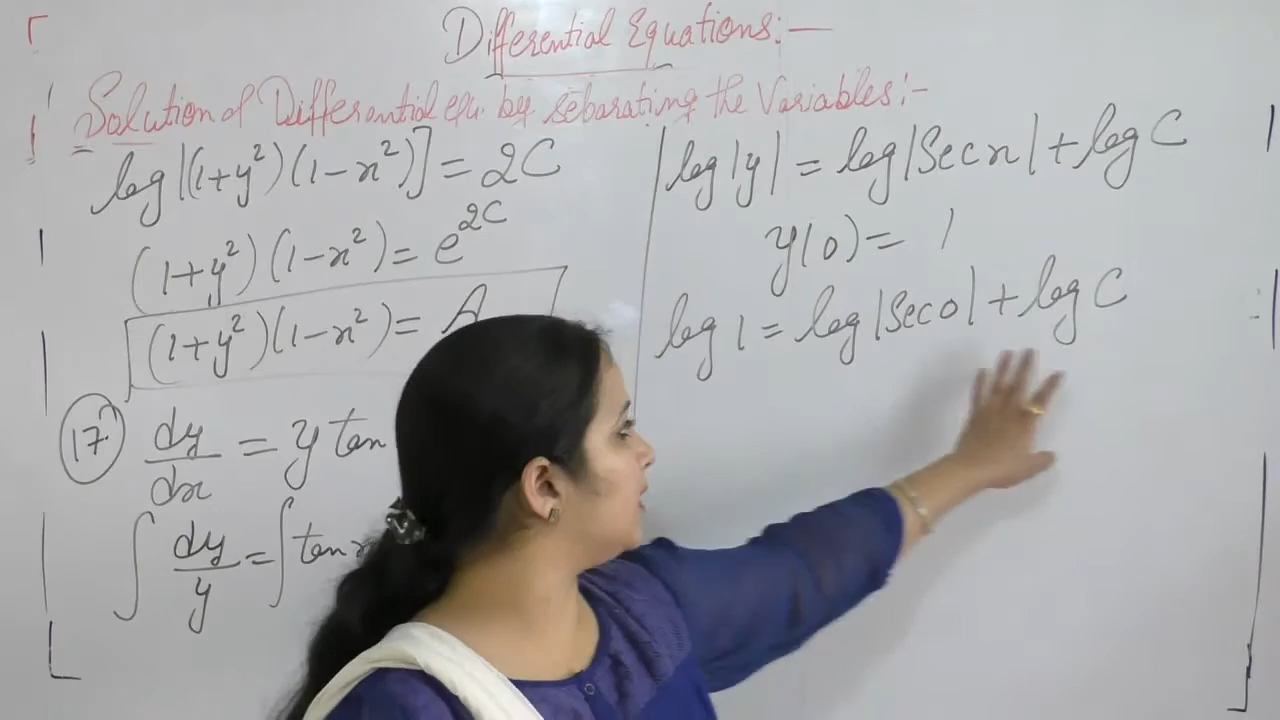 Differential Equations:—
Solution of Differential equ. by separating the Variables:-
log|(1+y²)(1-x²)| = 2C
(1+y²)(1-x²) = e^2C
(1+y²)(1-x²) = A
17. dy/dx = y tan
∫ dy/y = ∫ tan x
log|y| = log|Sec x| + log C
y(0) = 1
log 1 = log|Sec 0| + log C